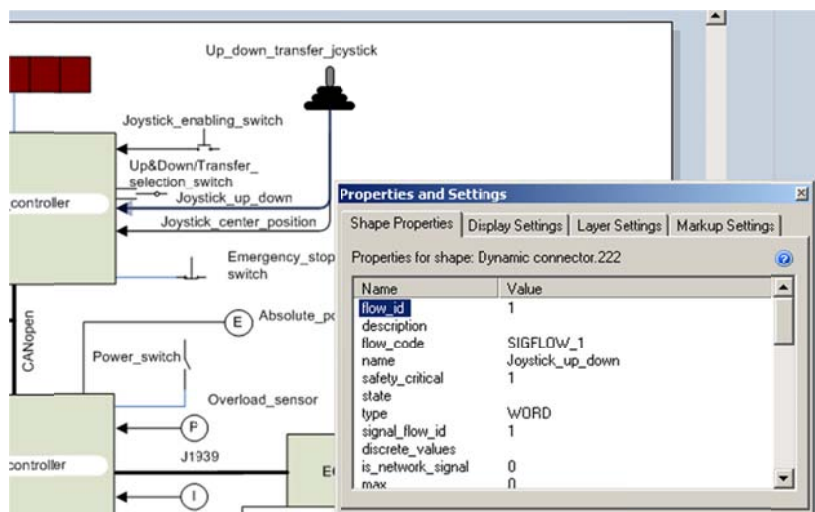 Up_down_transfer_jcystick
Joystick_enabling_switch
Up&Down/Transfer_
selection_switch
Joystick_up_down
_controller
Joystick_center_position
Emergency_stop
switch
CANopen
E
Absolute_po
Power_switch
Overload_sensor
P
J1939
controller
I
E
Properties and Settings
Shape Properties
Display Settings
Layer Settings
Markup Settings
Properties for shape: Dynamic connector.222
Name Value
flow_id 1
description
flow_code SIGFLOW_1
name Joystick_up_down
safety_critical 1
state
type WORD
signal_flow_id 1
discrete_values
is_network_signal 0
max 0